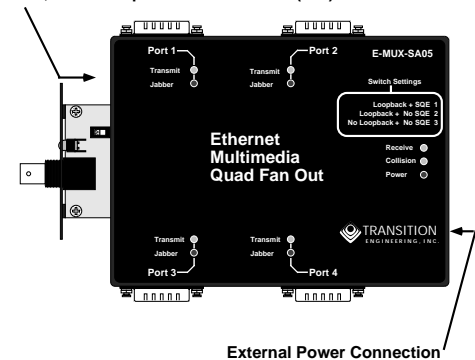 Port 1
Port 2
E-MUX-SA05
Transmit
Jabber
Transmit
Jabber
Switch Settings
Loopback + SQE 1
Loopback + No SQE 2
No Loopback + No SQE 3
Ethernet
Multimedia
Quad Fan Out
Receive
Collision
Power
TRANSITION
ENGINEERING, INC.
Transmit
Jabber
Transmit
Jabber
Port 3
Port 4
External Power Connection